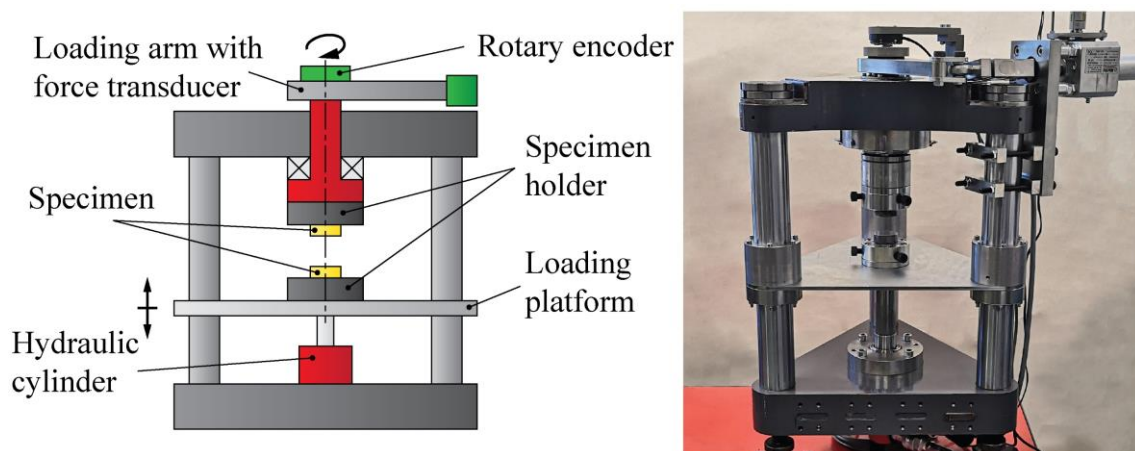 Loading arm with
force transducer
Rotary encoder
Specimen
holder
Specimen
Loading
platform
Hydraulic
cylinder